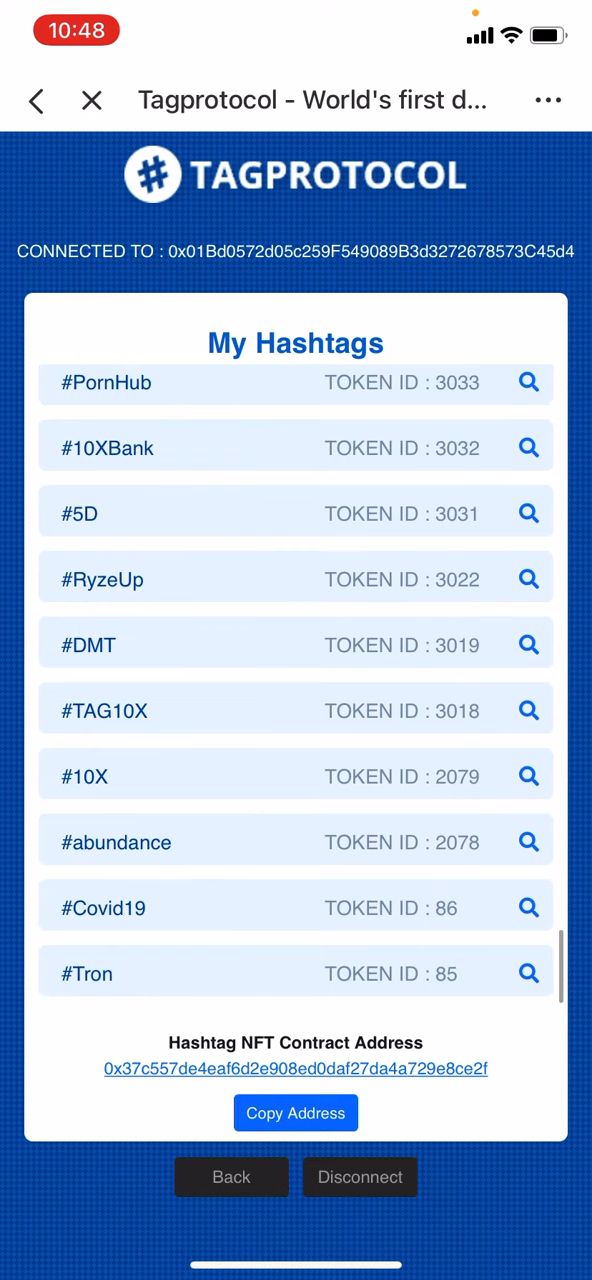 10:48
Tagprotocol - World's first d...
# TAGPROTOCOL
CONNECTED TO : 0x01Bd0572d05c259F549089B3d3272678573C45d4
My Hashtags
#PornHub TOKEN ID : 3033
#10XBank TOKEN ID : 3032
#5D TOKEN ID : 3031
#RyzeUp TOKEN ID : 3022
#DMT TOKEN ID : 3019
#TAG10X TOKEN ID : 3018
#10X TOKEN ID : 2079
#abundance TOKEN ID : 2078
#Covid19 TOKEN ID : 86
#Tron TOKEN ID : 85
Hashtag NFT Contract Address
0x37c557de4eaf6d2e908ed0daf27da4a729e8ce2f
Copy Address
Back Disconnect